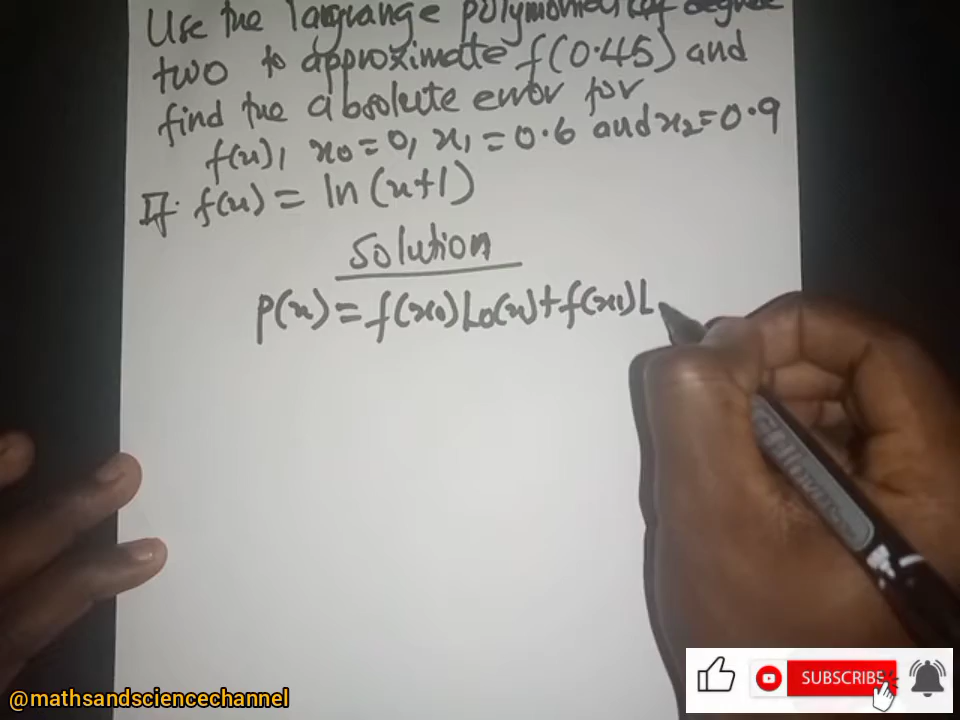 Use the langrange polynomial of degree
two to approximate f(0.45) and
find the absolute error for
f(x), x0=0, x1=0.6 and x2=0.9
If f(x) = ln(x+1)
Solution
P(x) = f(x0)L0(x)+f(x1)L
SUBSCRIBE
@mathsandsciencechannel